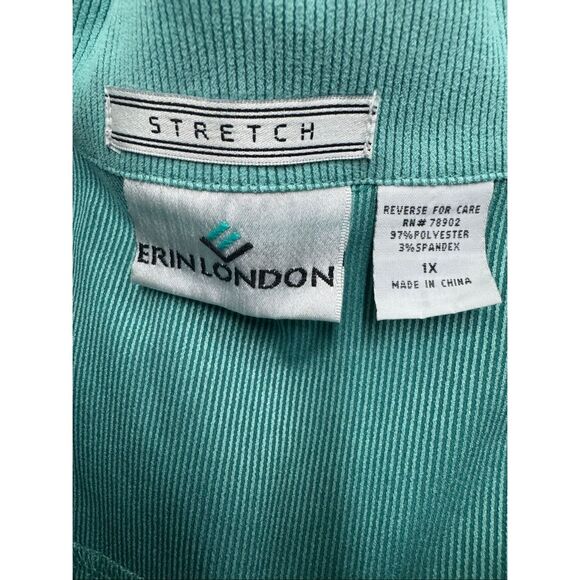 STRETCH
ERIN LONDON
REVERSE FOR CARE
RN# 78902
97%POLYESTER
3%SPANDEX
1X
MADE IN CHINA